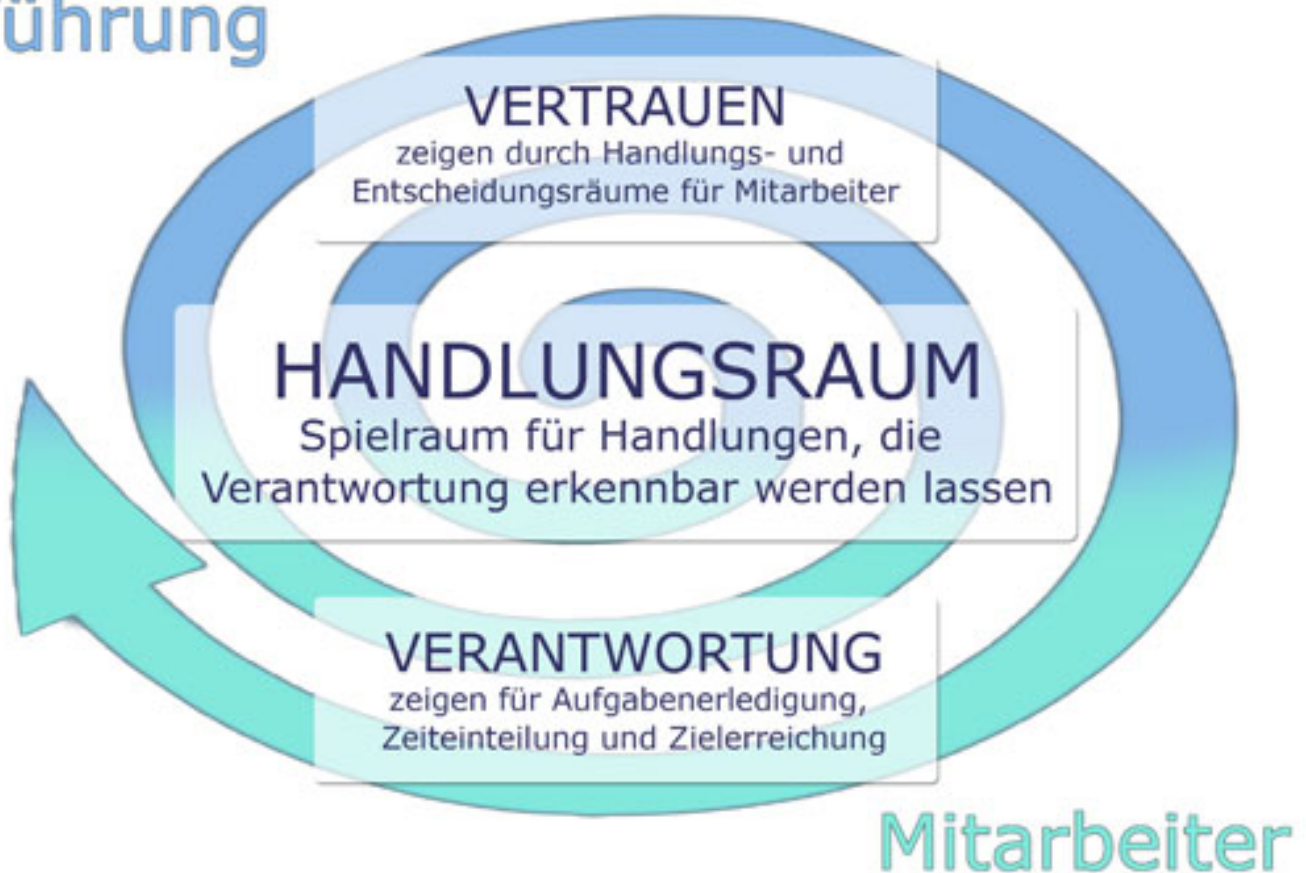 ührung
VERTRAUEN
zeigen durch Handlungs- und
Entscheidungsräume für Mitarbeiter
HANDLUNGSRAUM
Spielraum für Handlungen, die
Verantwortung erkennbar werden lassen
VERANTWORTUNG
zeigen für Aufgabenerledigung,
Zeiteinteilung und Zielerreichung
Mitarbeiter